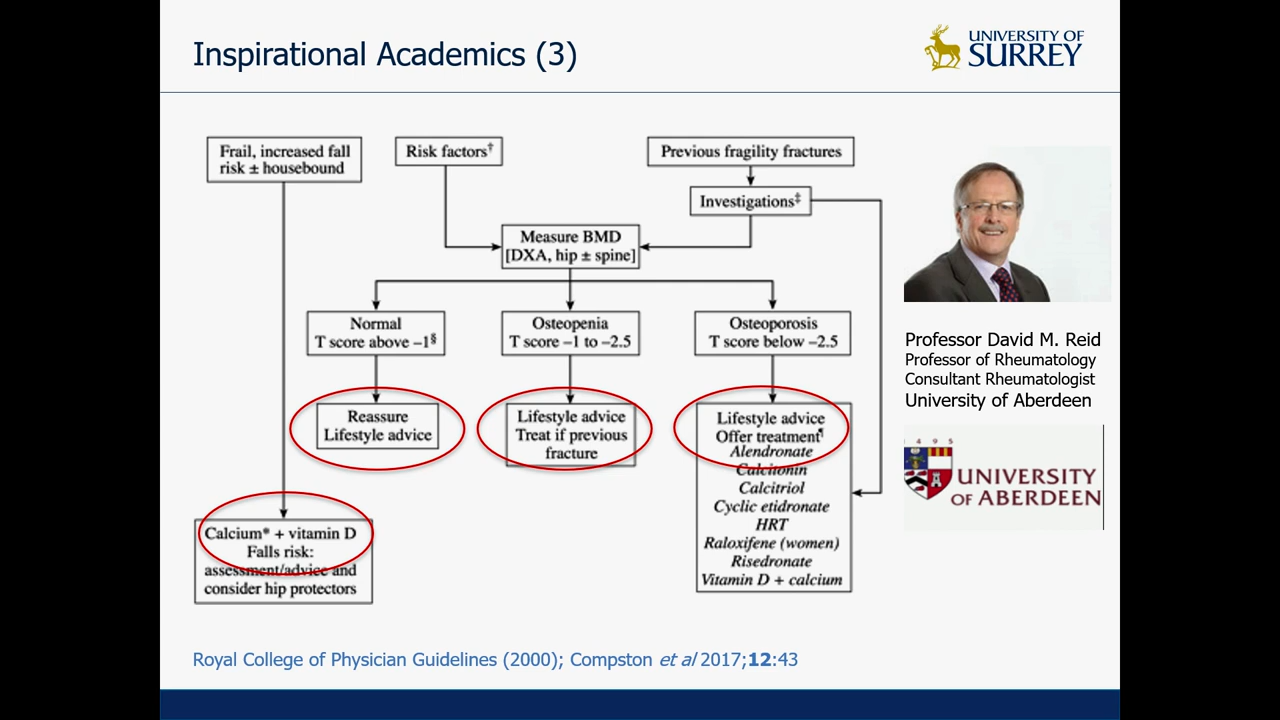 Inspirational Academics (3)
UNIVERSITY OF
SURREY
Frail, increased fall
risk ± housebound
Risk factors†
Previous fragility fractures
Investigations‡
Measure BMD
[DXA, hip ± spine]
Normal
T score above –1§
Osteopenia
T score –1 to –2.5
Osteoporosis
T score below –2.5
Reassure
Lifestyle advice
Lifestyle advice
Treat if previous
fracture
Lifestyle advice
Offer treatment¶
Alendronate
Calcitonin
Calcitriol
Cyclic etidronate
HRT
Raloxifene (women)
Risedronate
Vitamin D + calcium
Calcium* + vitamin D
Falls risk:
assessment/advice and
consider hip protectors
Professor David M. Reid
Professor of Rheumatology
Consultant Rheumatologist
University of Aberdeen
1 4 9 5
UNIVERSITY
OF ABERDEEN
Royal College of Physician Guidelines (2000); Compston et al 2017;12:43